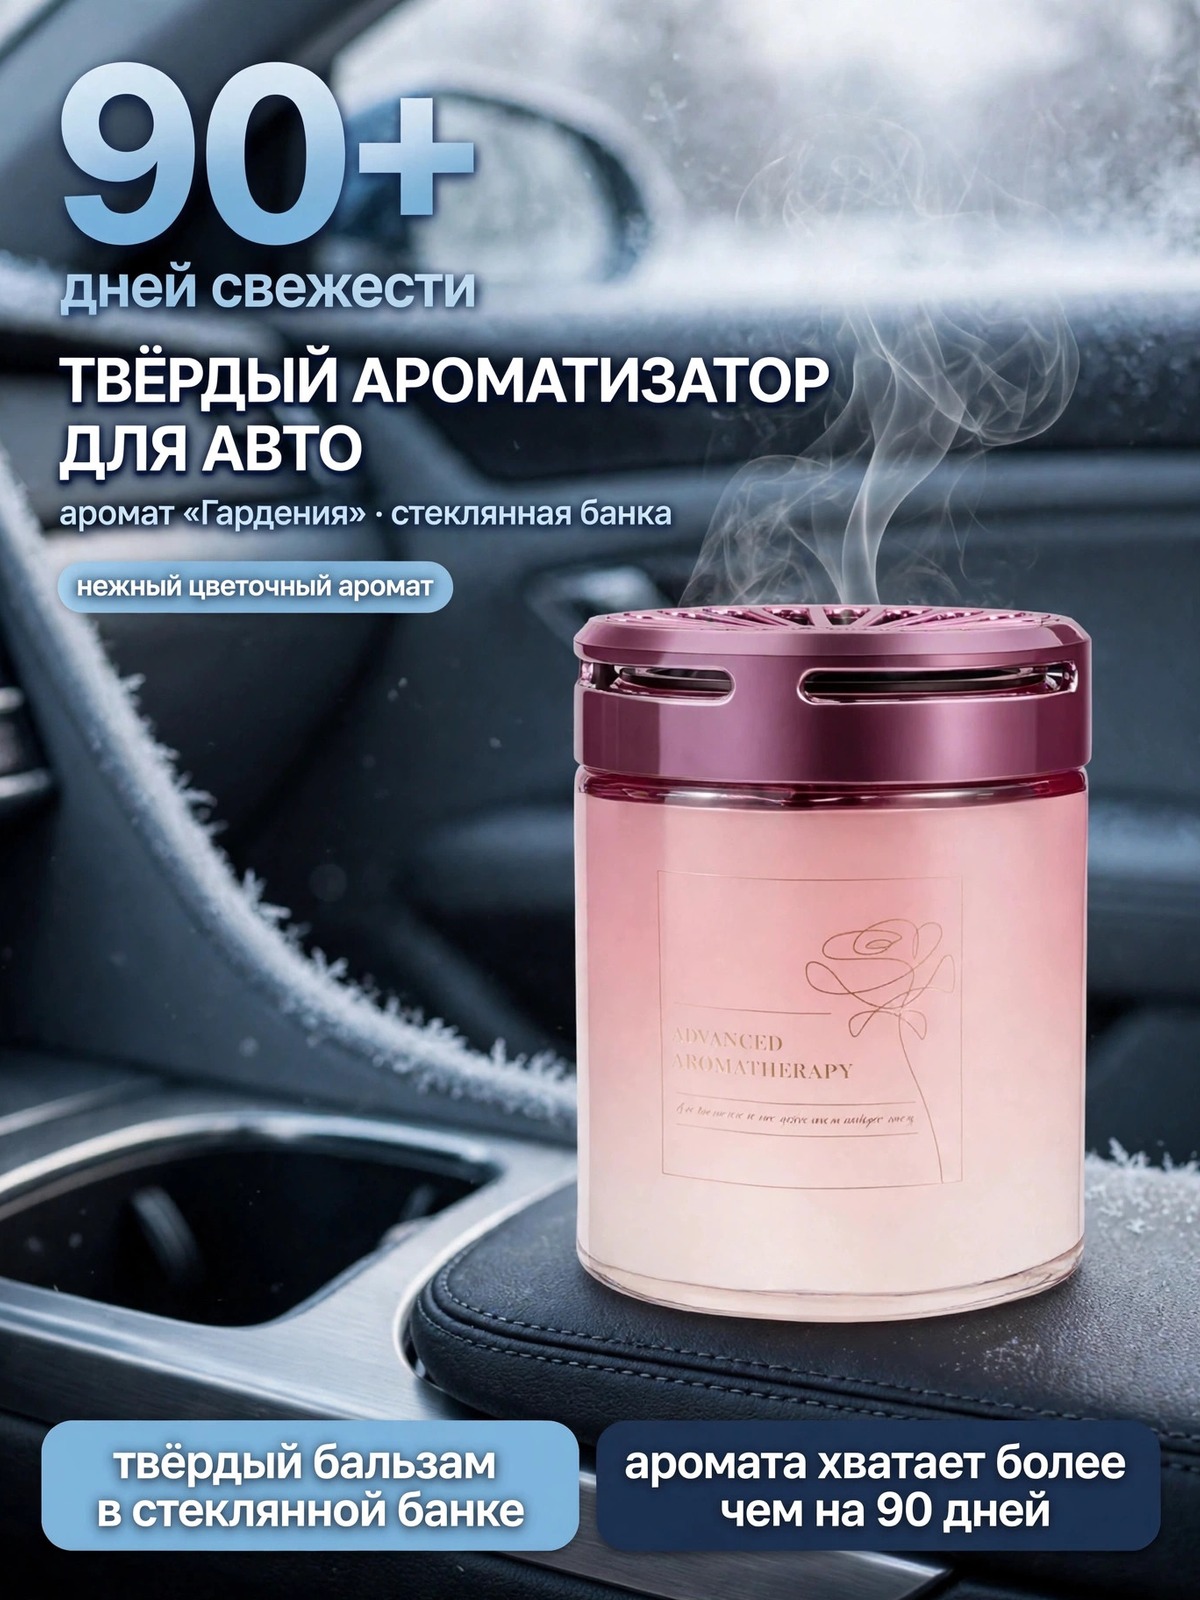 90+
дней свежести
ТВЁРДЫЙ АРОМАТИЗАТОР
ДЛЯ АВТО
аромат «Гардения» · стеклянная банка
нежный цветочный аромат
ADVANCED
AROMATHERAPY
твёрдый бальзам
в стеклянной банке
аромата хватает более
чем на 90 дней